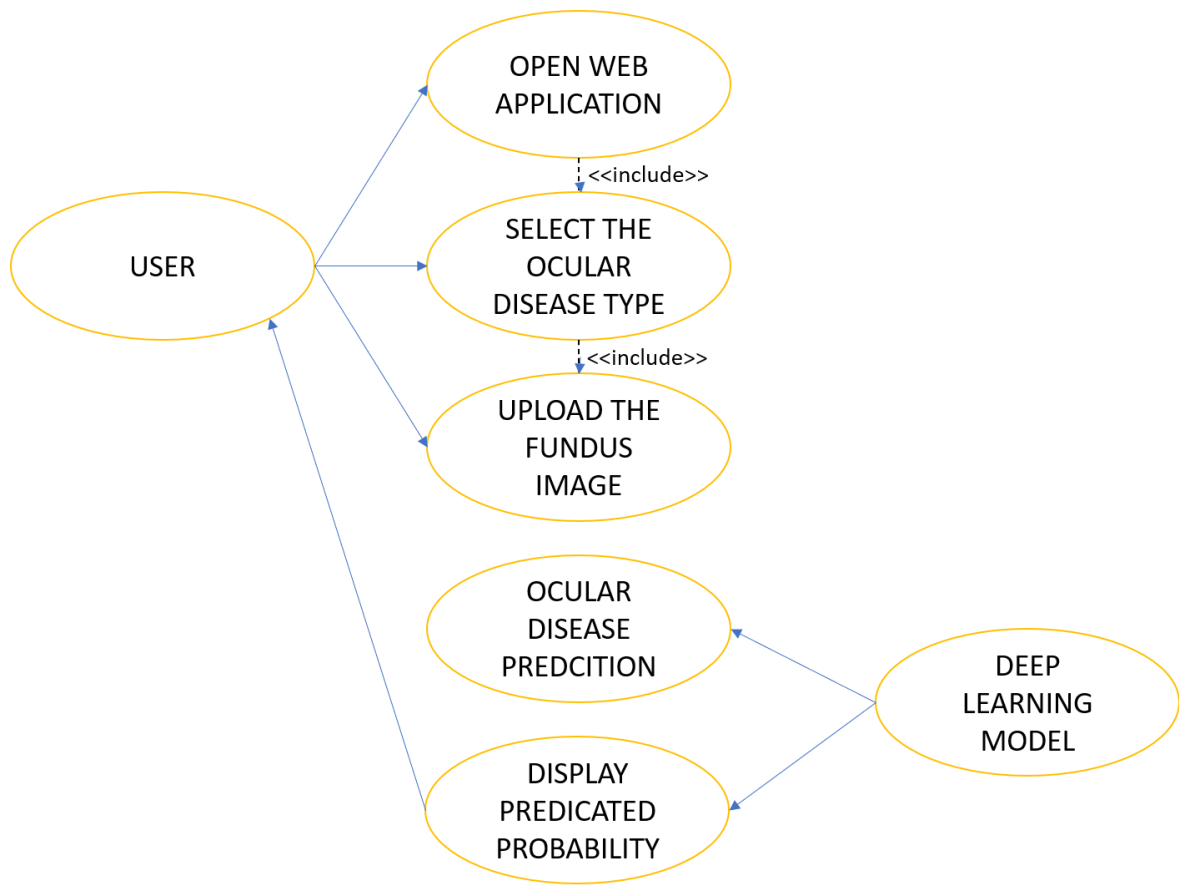 OPEN WEB
APPLICATION
<<include>>
USER
SELECT THE
OCULAR
DISEASE TYPE
<<include>>
UPLOAD THE
FUNDUS
IMAGE
OCULAR
DISEASE
PREDCITION
DEEP
LEARNING
MODEL
DISPLAY
PREDICATED
PROBABILITY